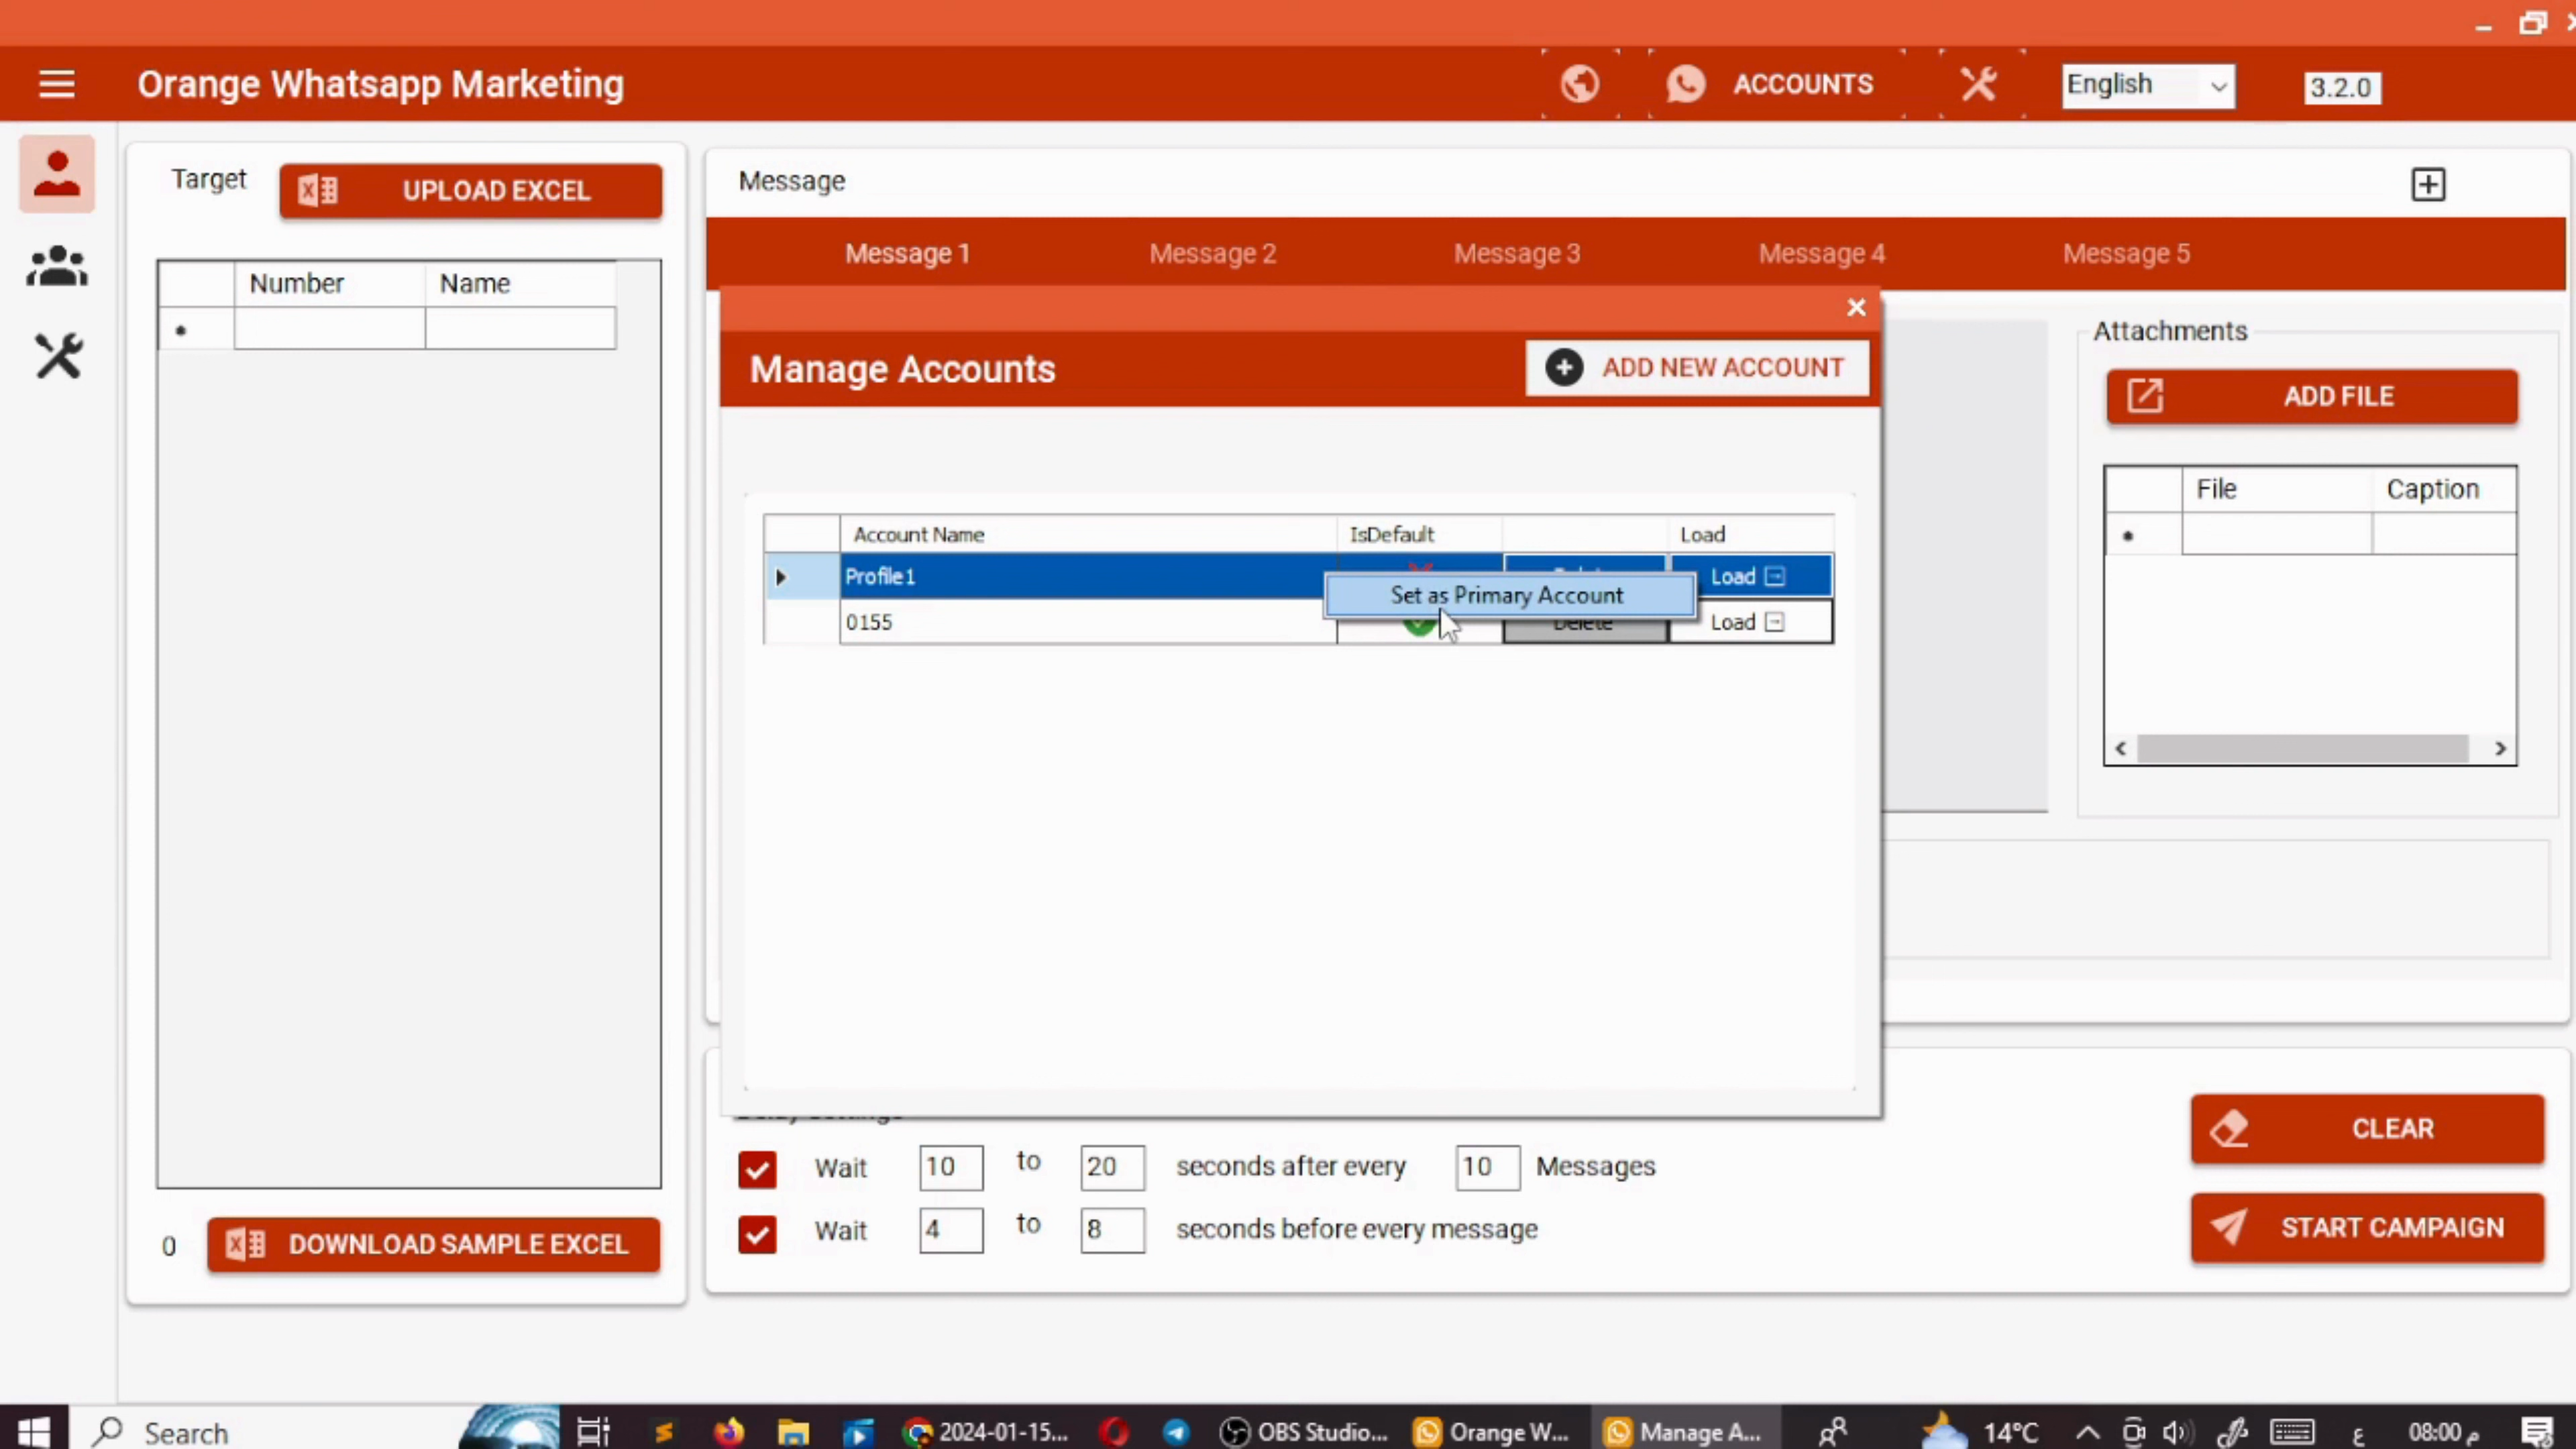 Orange Whatsapp Marketing
ACCOUNTS
English
3.2.0
Target
UPLOAD EXCEL
Number
Name
0
DOWNLOAD SAMPLE EXCEL
Message
Message 1
Message 2
Message 3
Message 4
Message 5
Manage Accounts
ADD NEW ACCOUNT
Account Name
IsDefault
Load
Profile1
Load
Set as Primary Account
0155
Delete
Load
Attachments
ADD FILE
File
Caption
Wait 10 to 20 seconds after every 10 Messages
Wait 4 to 8 seconds before every message
CLEAR
START CAMPAIGN
Search
2024-01-15...
OBS Studio...
Orange W...
Manage A...
14°C
ع
08:00 م